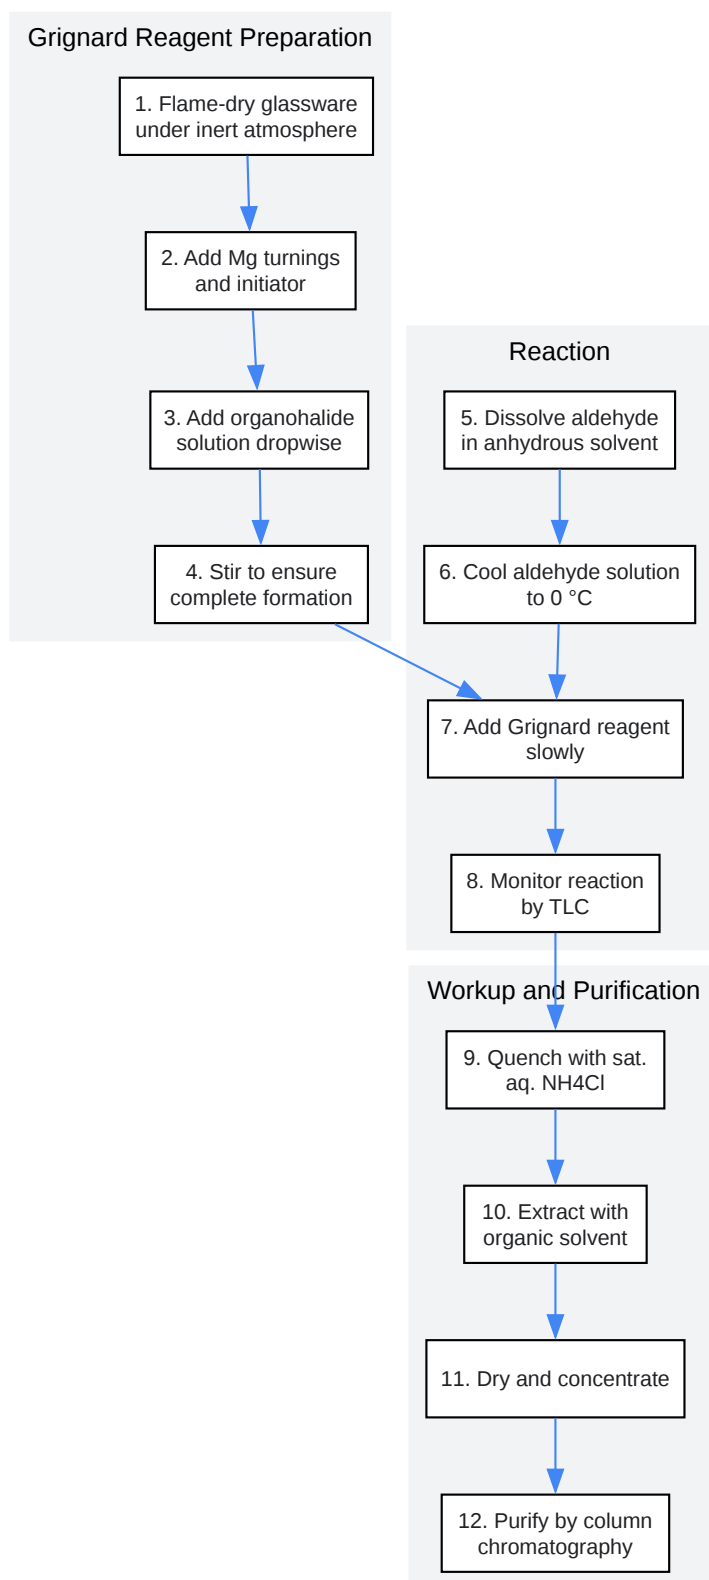 Grignard Reagent Preparation
1. Flame-dry glassware
under inert atmosphere
2. Add Mg turnings
and initiator
3. Add organohalide
solution dropwise
4. Stir to ensure
complete formation
Reaction
5. Dissolve aldehyde
in anhydrous solvent
6. Cool aldehyde solution
to 0 °C
7. Add Grignard reagent
slowly
8. Monitor reaction
by TLC
Workup and Purification
9. Quench with sat.
aq. NH4Cl
10. Extract with
organic solvent
11. Dry and concentrate
12. Purify by column
chromatography